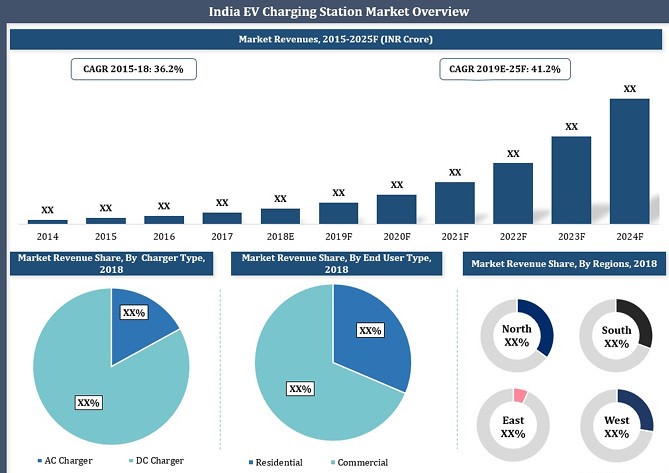 India EV Charging Station Market Overview
Market Revenues, 2015-2025F (INR Crore)
CAGR 2015-18: 36.2%
CAGR 2019E-25F: 41.2%
XX XX XX XX XX XX XX XX XX XX XX
2014 2015 2016 2017 2018E 2019F 2020F 2021F 2022F 2023F 2024F
Market Revenue Share, By Charger Type,
2018
XX%
XX%
AC Charger
DC Charger
Market Revenue Share, By End User Type,
2018
XX%
XX%
Residential
Commercial
Market Revenue Share, By Regions, 2018
North
XX%
South
XX%
East
XX%
West
XX%